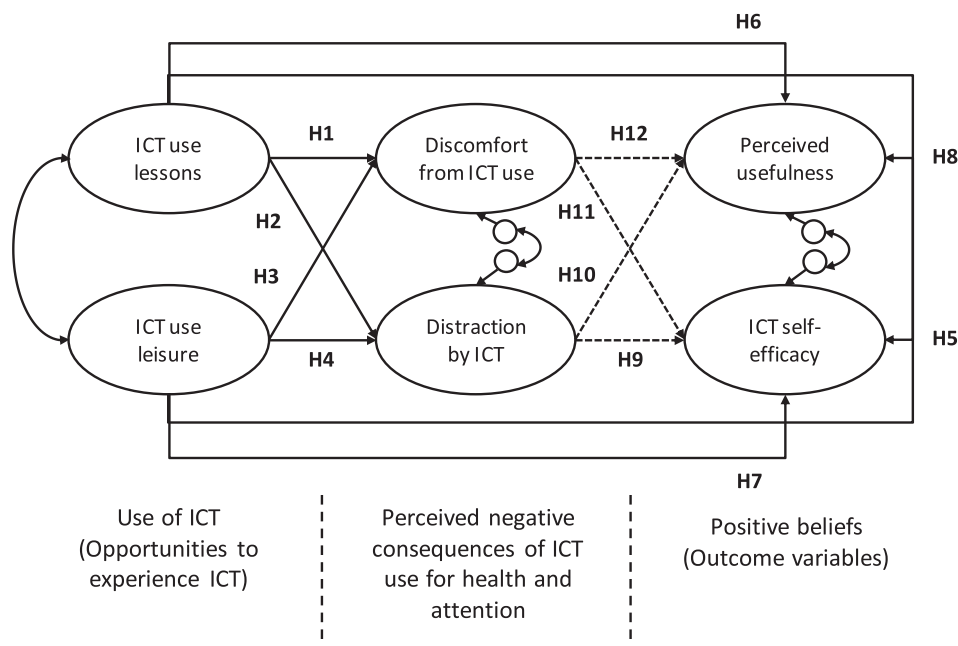 H6
ICT use
lessons
H1
Discomfort
from ICT use
H12
Perceived
usefulness
H8
H2
H11
H3
H10
ICT use
leisure
H4
Distraction
by ICT
H9
ICT self-
efficacy
H5
H7
Use of ICT
(Opportunities to
experience ICT)
Perceived negative
consequences of ICT
use for health and
attention
Positive beliefs
(Outcome variables)